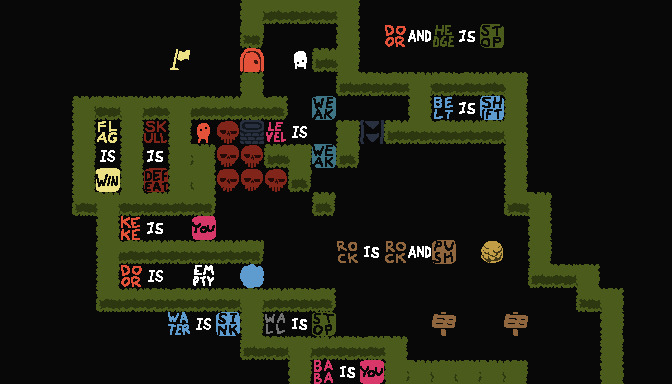 DOOR AND HEDGE IS STOP
WEAK
BELT IS SHIFT
FLAG IS WIN
SKULL IS DEFEAT
LEVEL IS
WEAK
KEKE IS YOU
ROCK IS ROCK AND PUSH
DOOR IS EMPTY
WATER IS SINK
WALL IS STOP
BABA IS YOU